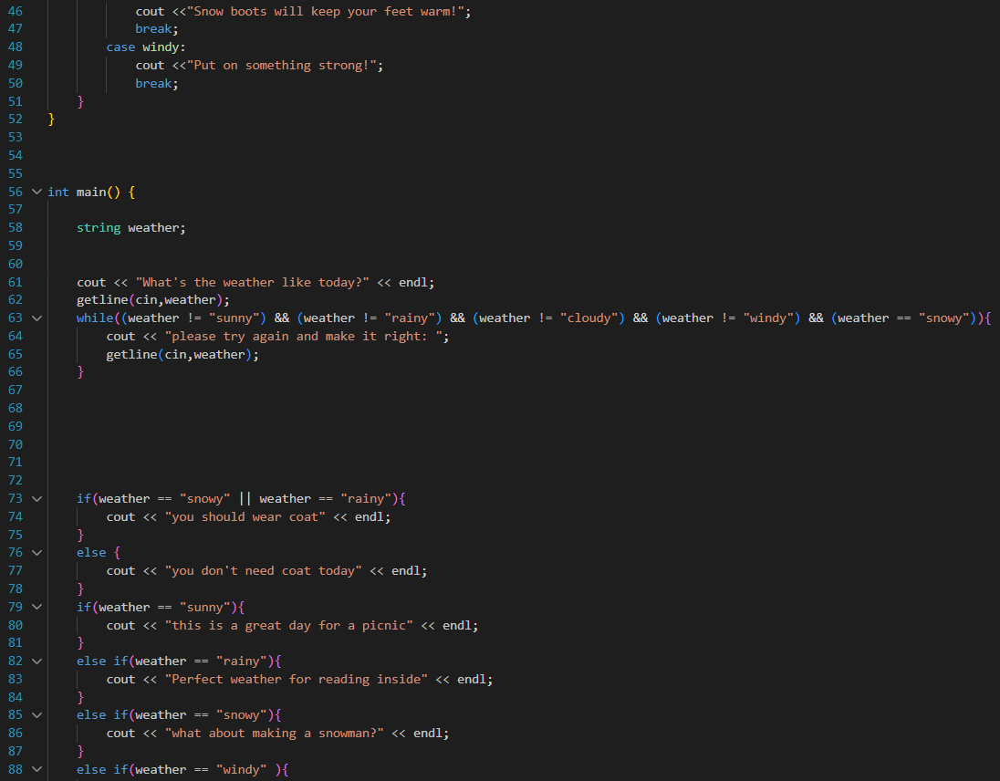 46 cout <<"Snow boots will keep your feet warm!";
47 break;
48 case windy:
49 cout <<"Put on something strong!";
50 break;
51 }
52 }
53
54
55
56 int main() {
57
58 string weather;
59
60
61 cout << "What's the weather like today?" << endl;
62 getline(cin,weather);
63 while((weather != "sunny") && (weather != "rainy") && (weather != "cloudy") && (weather != "windy") && (weather == "snowy")){
64 cout << "please try again and make it right: ";
65 getline(cin,weather);
66 }
67
68
69
70
71
72
73 if(weather == "snowy" || weather == "rainy"){
74 cout << "you should wear coat" << endl;
75 }
76 else {
77 cout << "you don't need coat today" << endl;
78 }
79 if(weather == "sunny"){
80 cout << "this is a great day for a picnic" << endl;
81 }
82 else if(weather == "rainy"){
83 cout << "Perfect weather for reading inside" << endl;
84 }
85 else if(weather == "snowy"){
86 cout << "what about making a snowman?" << endl;
87 }
88 else if(weather == "windy" ){